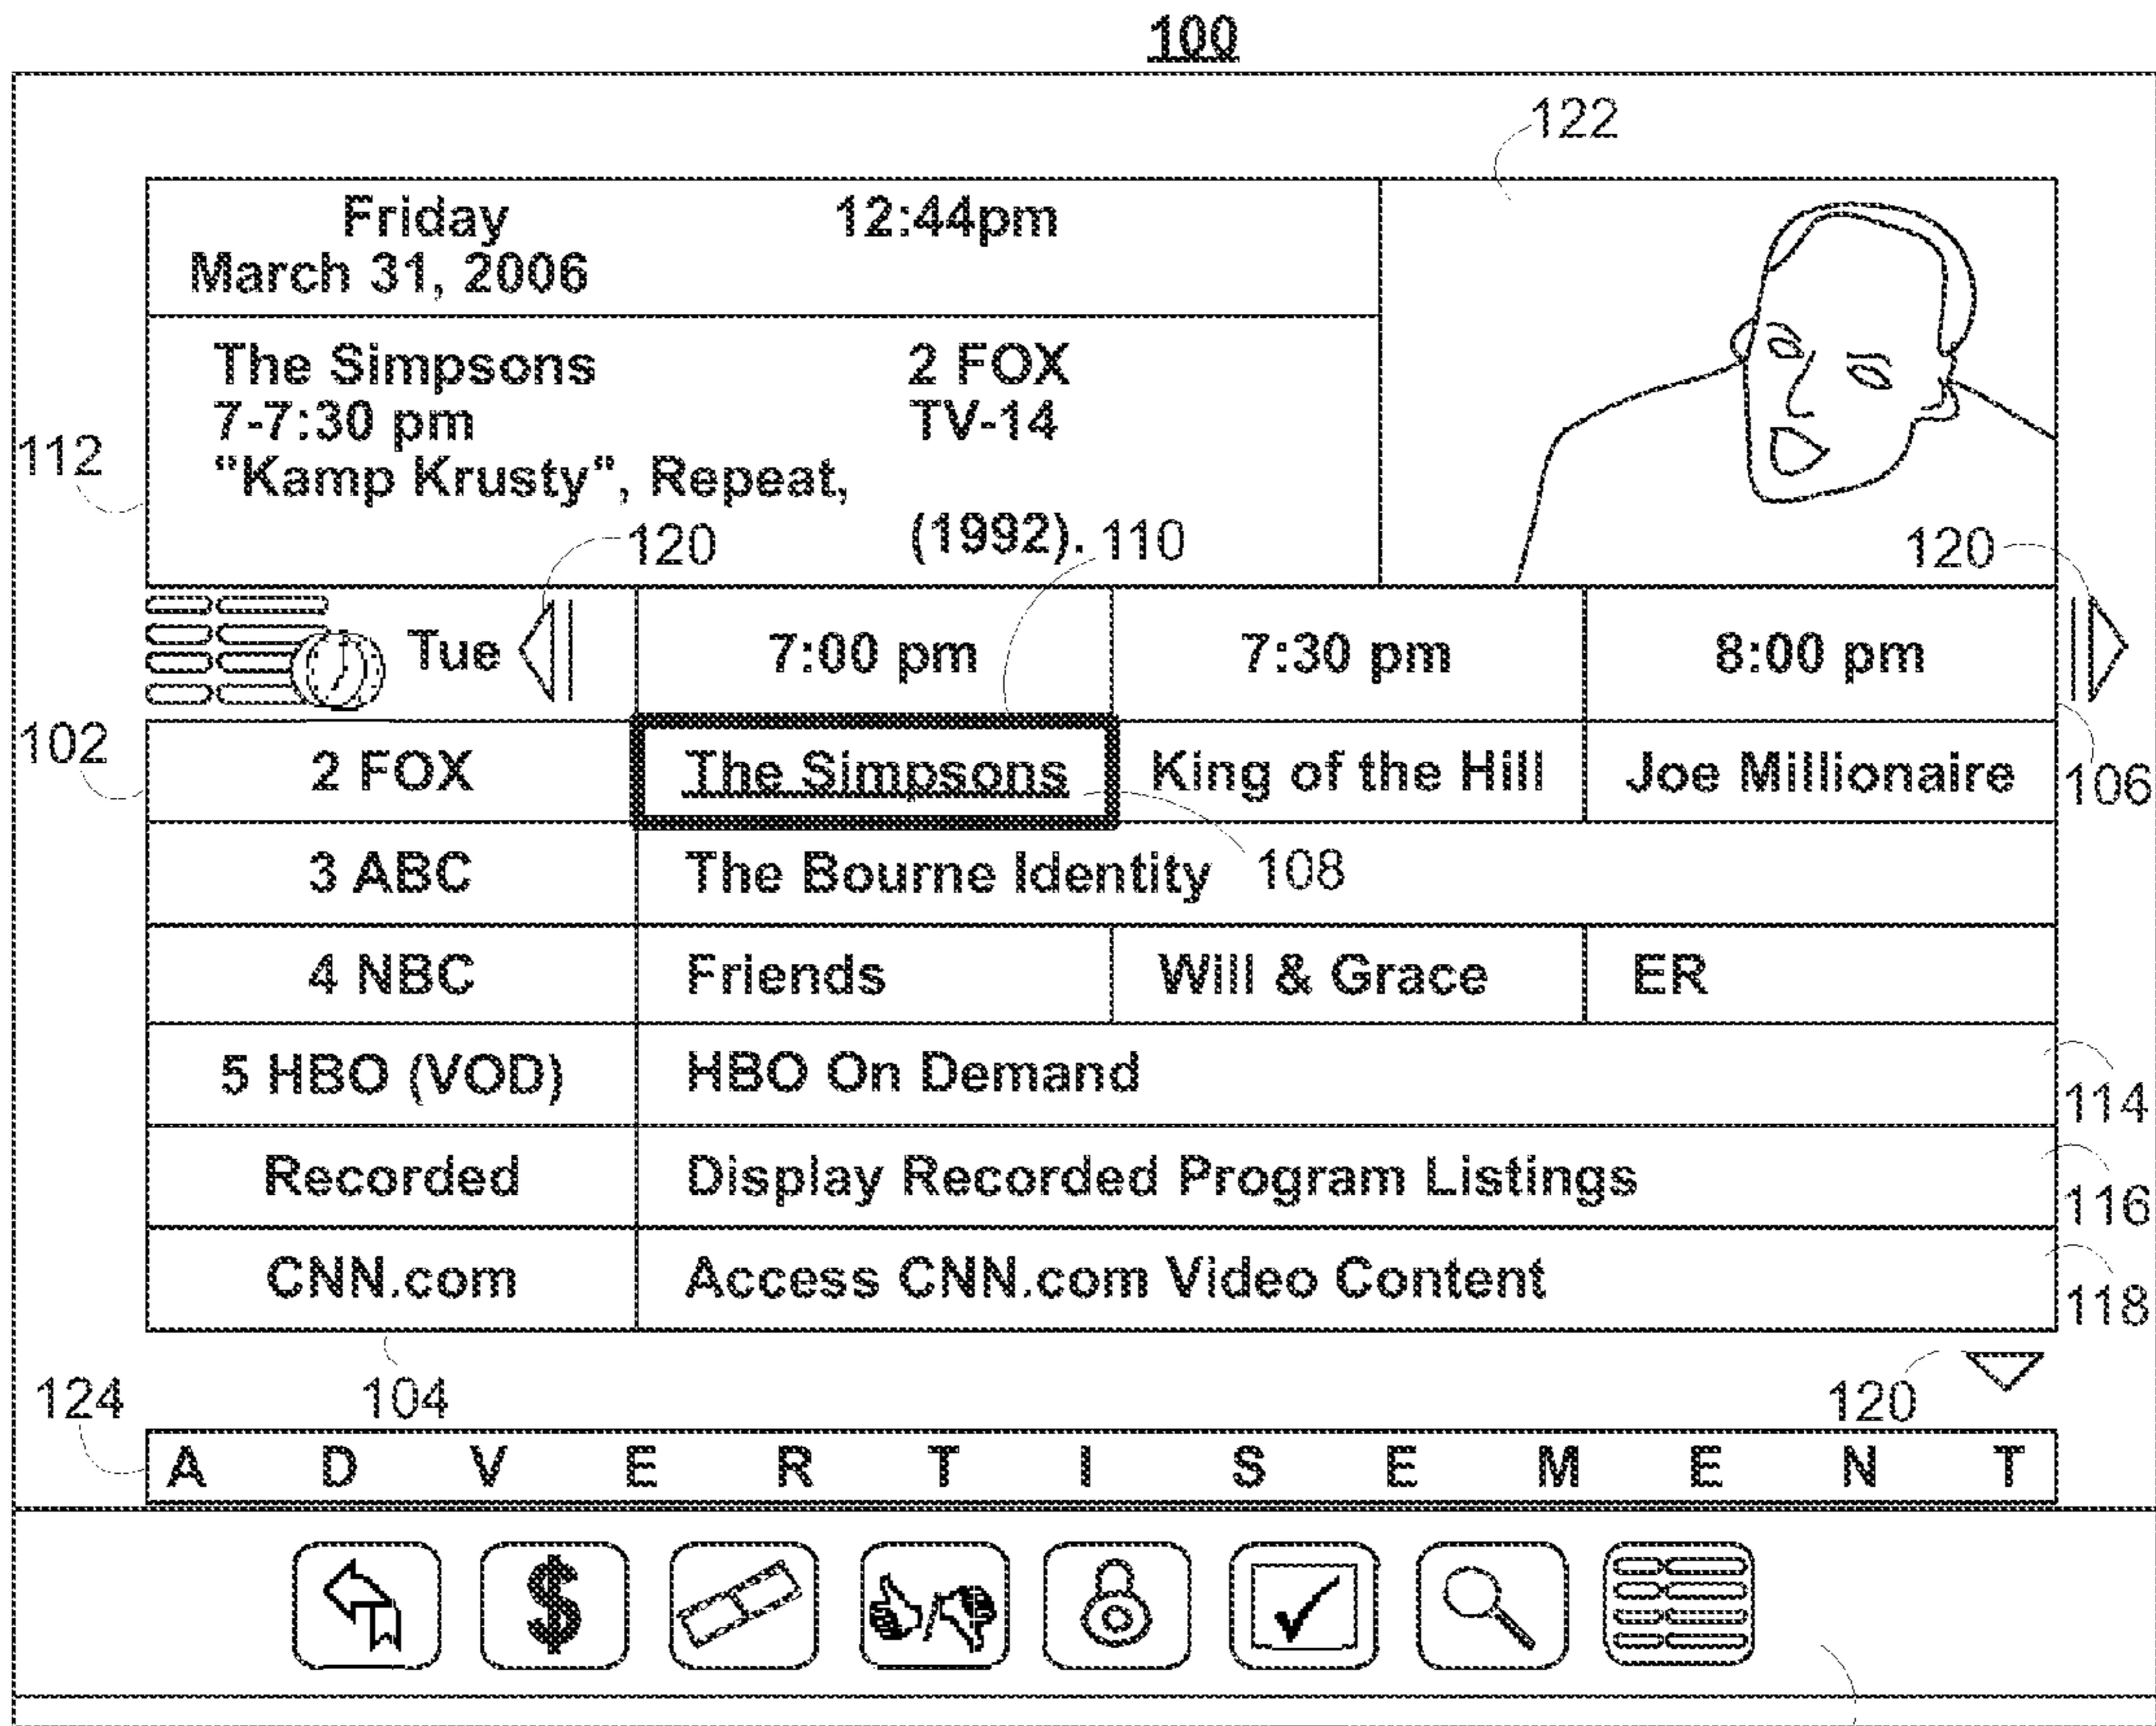 100
122
Friday 12:44pm
March 31, 2006
The Simpsons 2 FOX
7-7:30 pm TV-14
112
"Kamp Krusty", Repeat,
(1992).
120 110 120
Tue 7:00 pm 7:30 pm 8:00 pm
102
2 FOX The Simpsons King of the Hill Joe Millionaire
106
3 ABC The Bourne Identity 108
4 NBC Friends Will & Grace ER
5 HBO (VOD) HBO On Demand
114
Recorded Display Recorded Program Listings
116
CNN.com Access CNN.com Video Content
118
124 104 120
A D V E R T I S E M E N T
$